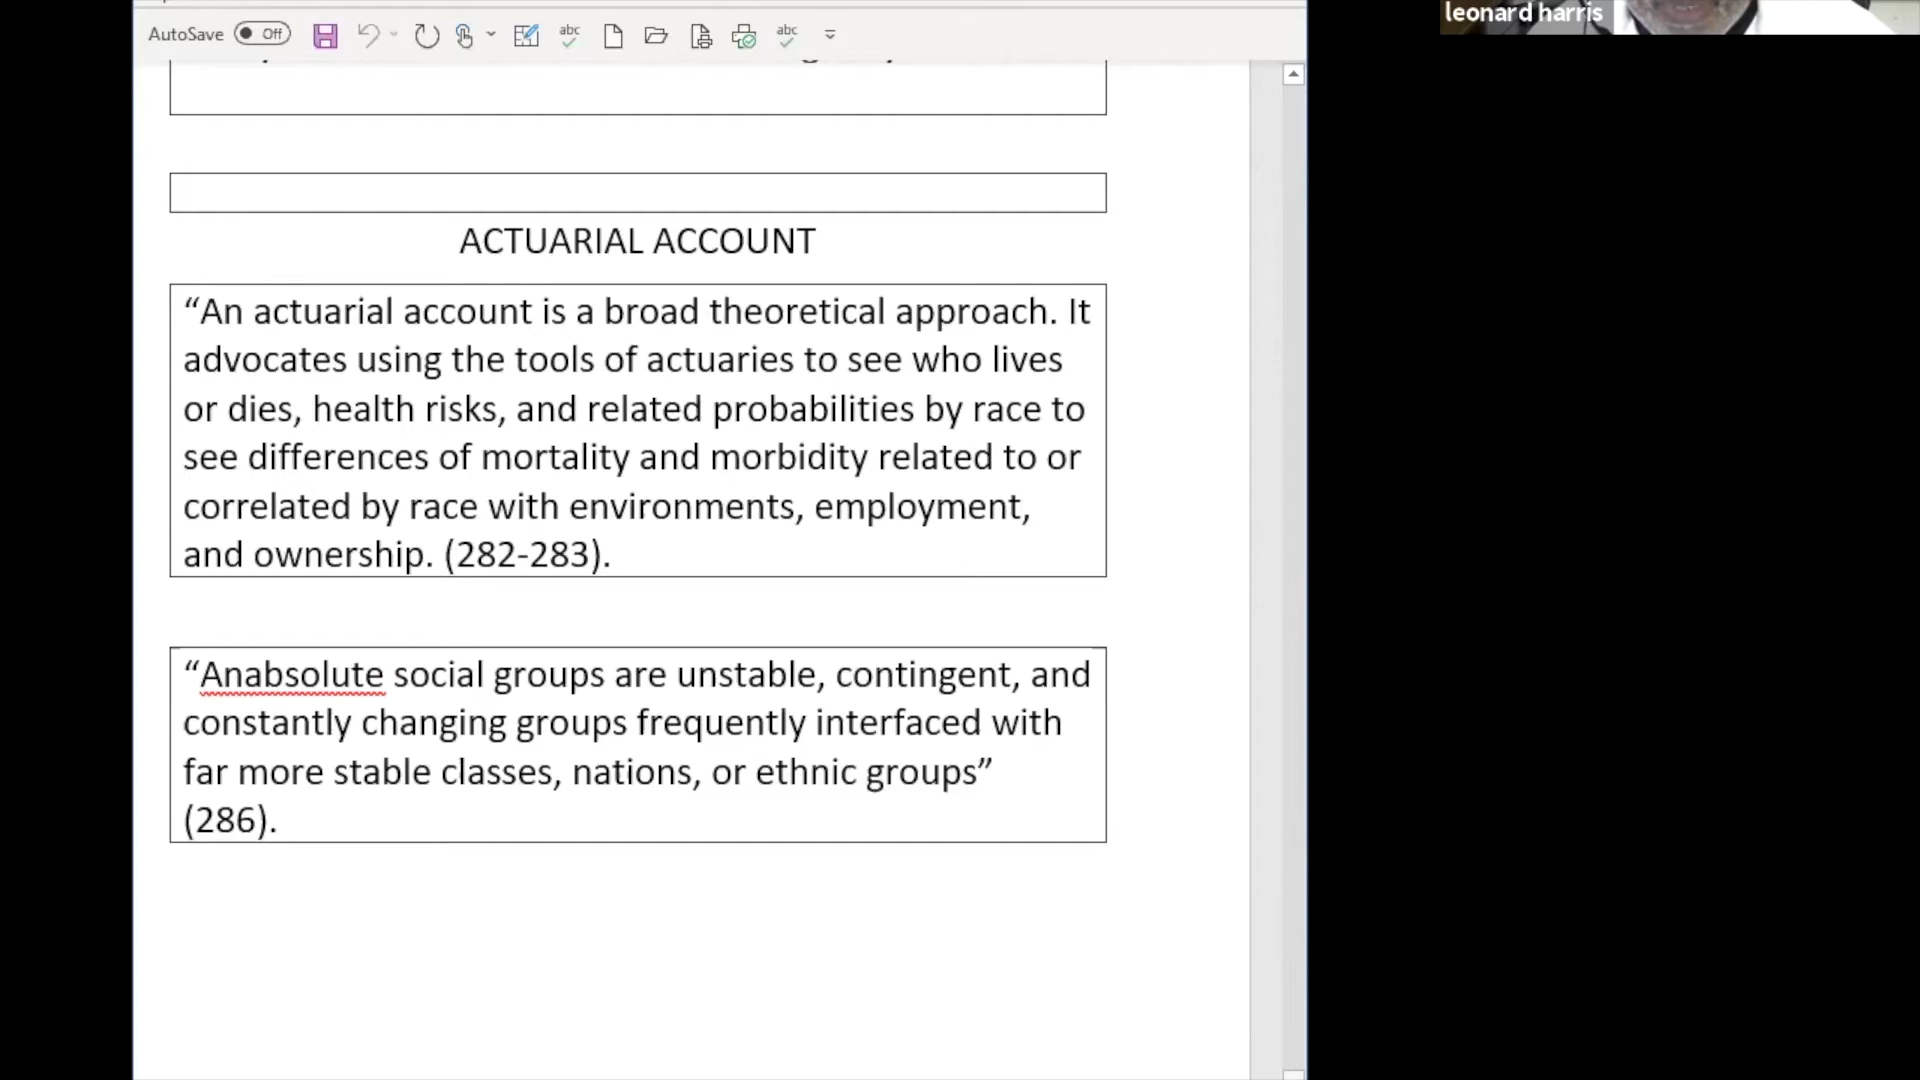 leonard harris
AutoSave Off
abc
abc
ACTUARIAL ACCOUNT
“An actuarial account is a broad theoretical approach. It
advocates using the tools of actuaries to see who lives
or dies, health risks, and related probabilities by race to
see differences of mortality and morbidity related to or
correlated by race with environments, employment,
and ownership. (282-283).
“Anabsolute social groups are unstable, contingent, and
constantly changing groups frequently interfaced with
far more stable classes, nations, or ethnic groups”
(286).